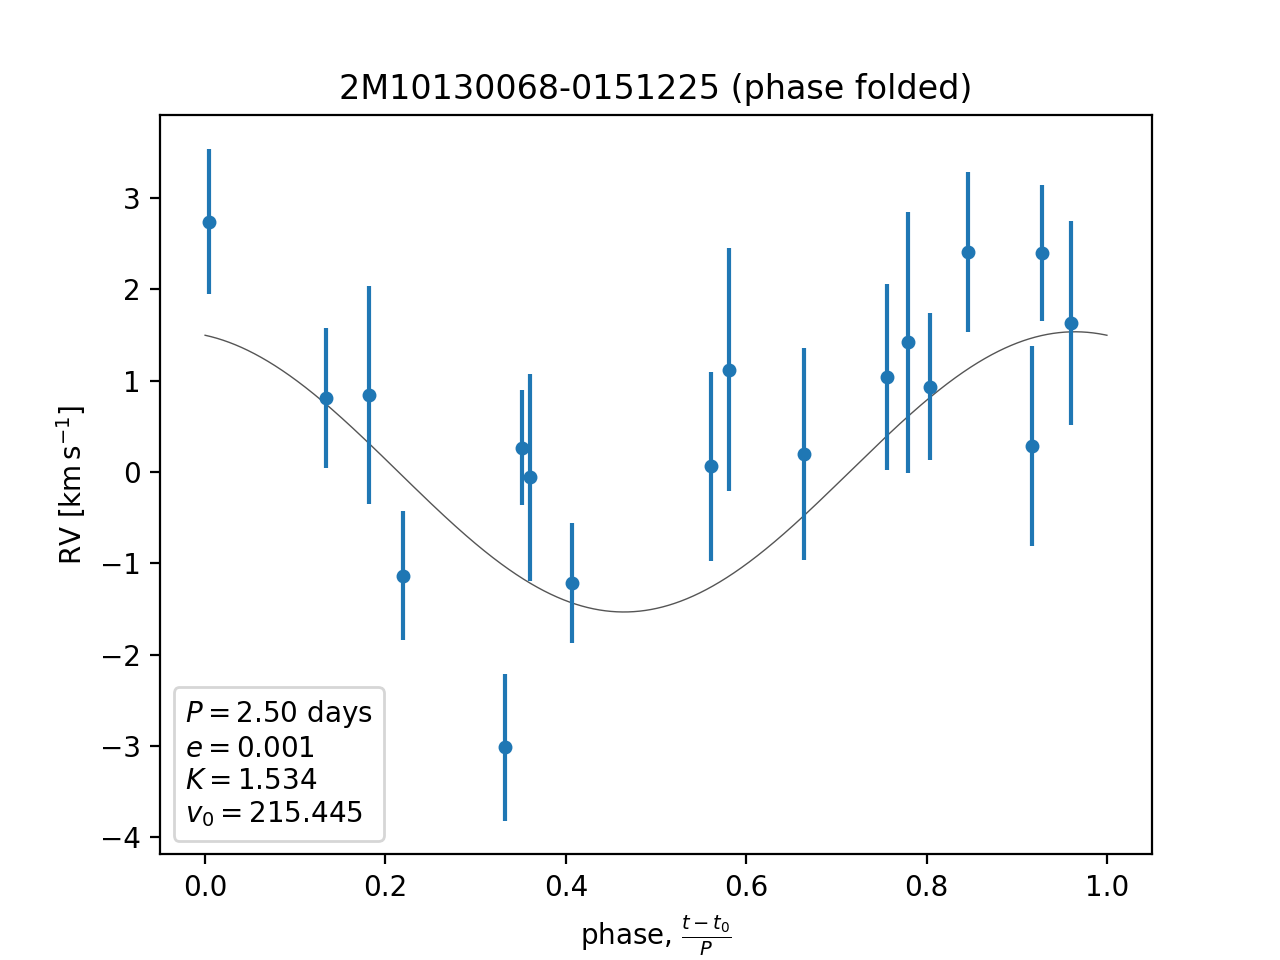 2M10130068-0151225 (phase folded)
RV [km s⁻¹]
3
2
1
0
−1
−2
−3
−4
P = 2.50 days
e = 0.001
K = 1.534
v₀ = 215.445
0.0 0.2 0.4 0.6 0.8 1.0
phase, (t − t₀)/P